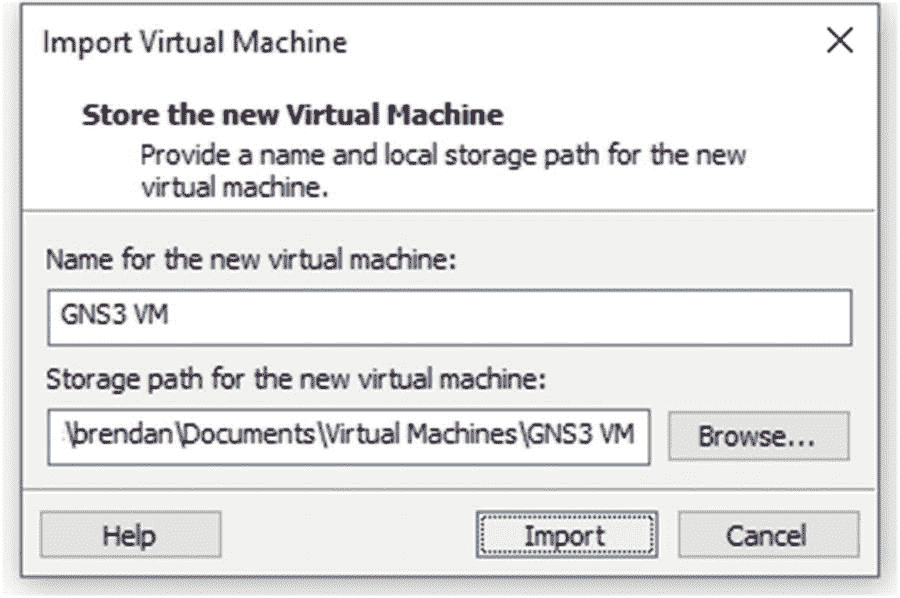 Import Virtual Machine
Store the new Virtual Machine
Provide a name and local storage path for the new
virtual machine.
Name for the new virtual machine:
GNS3 VM
Storage path for the new virtual machine:
\brendan\Documents\Virtual Machines\GNS3 VM
Browse...
Help
Import
Cancel